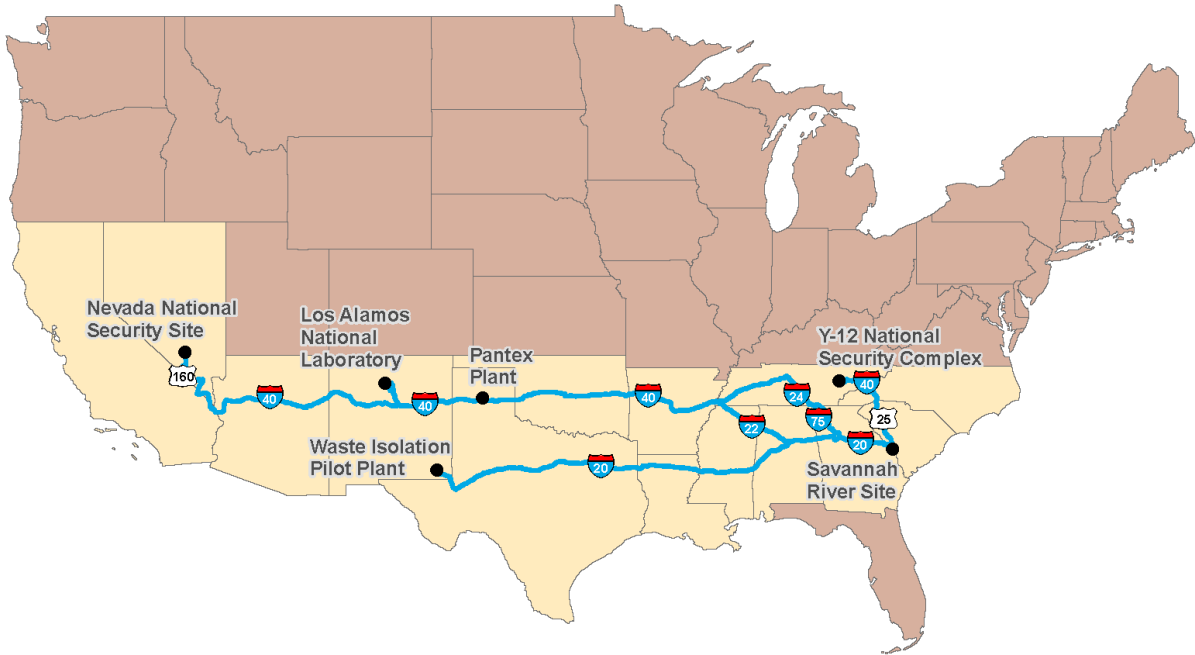 Nevada National
Security Site
160
40
Los Alamos
National
Laboratory
40
Pantex
Plant
40
Y-12 National
Security Complex
40
24
75
22
25
20
Waste Isolation
Pilot Plant
20
Savannah
River Site